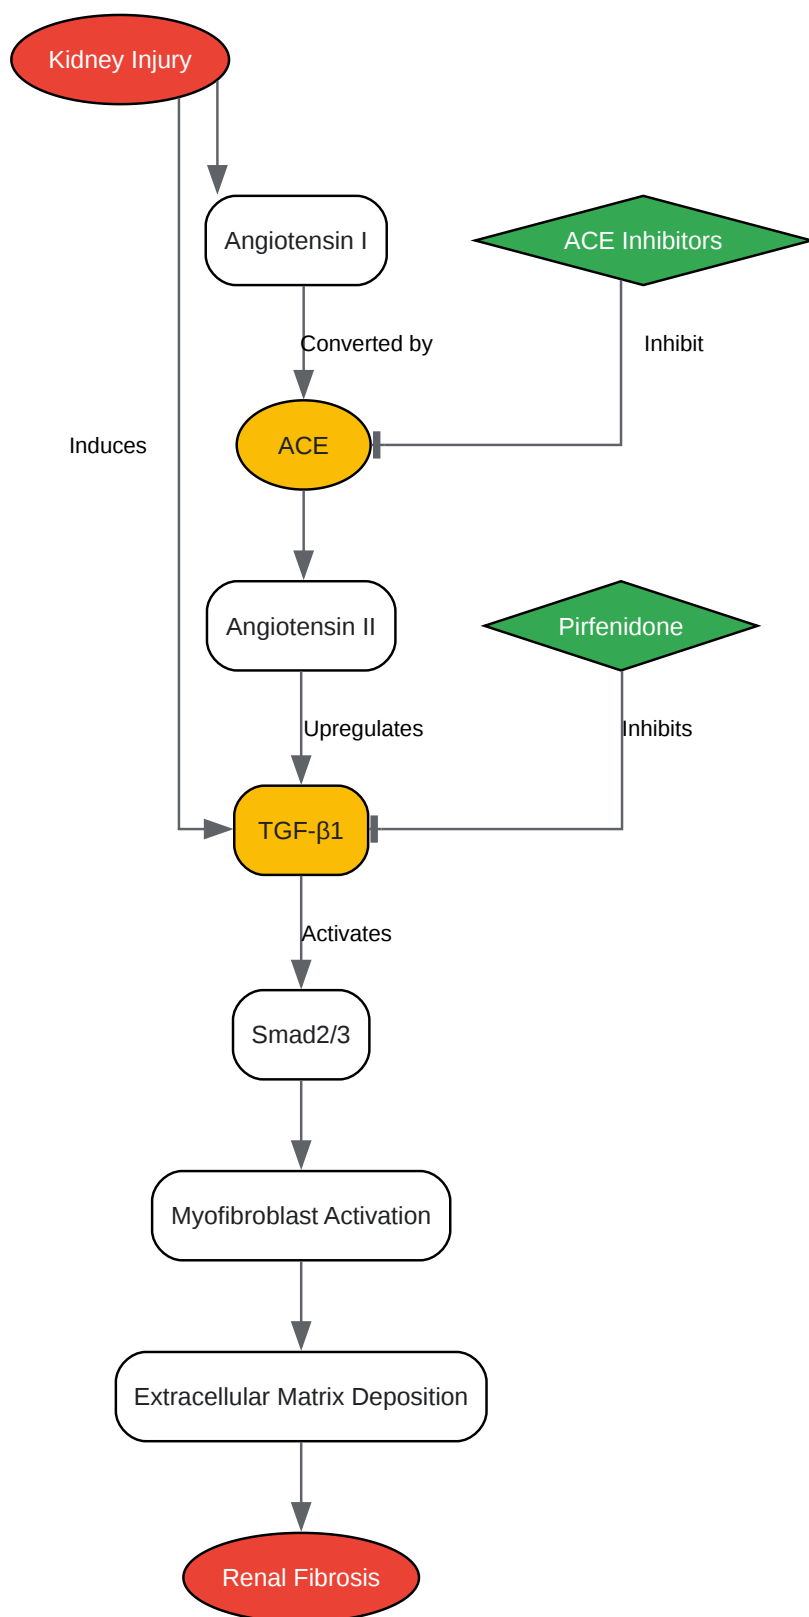 Kidney Injury
Angiotensin I
ACE Inhibitors
Converted by
Inhibit
Induces
ACE
Angiotensin II
Pirfenidone
Upregulates
Inhibits
TGF-β1
Activates
Smad2/3
Myofibroblast Activation
Extracellular Matrix Deposition
Renal Fibrosis